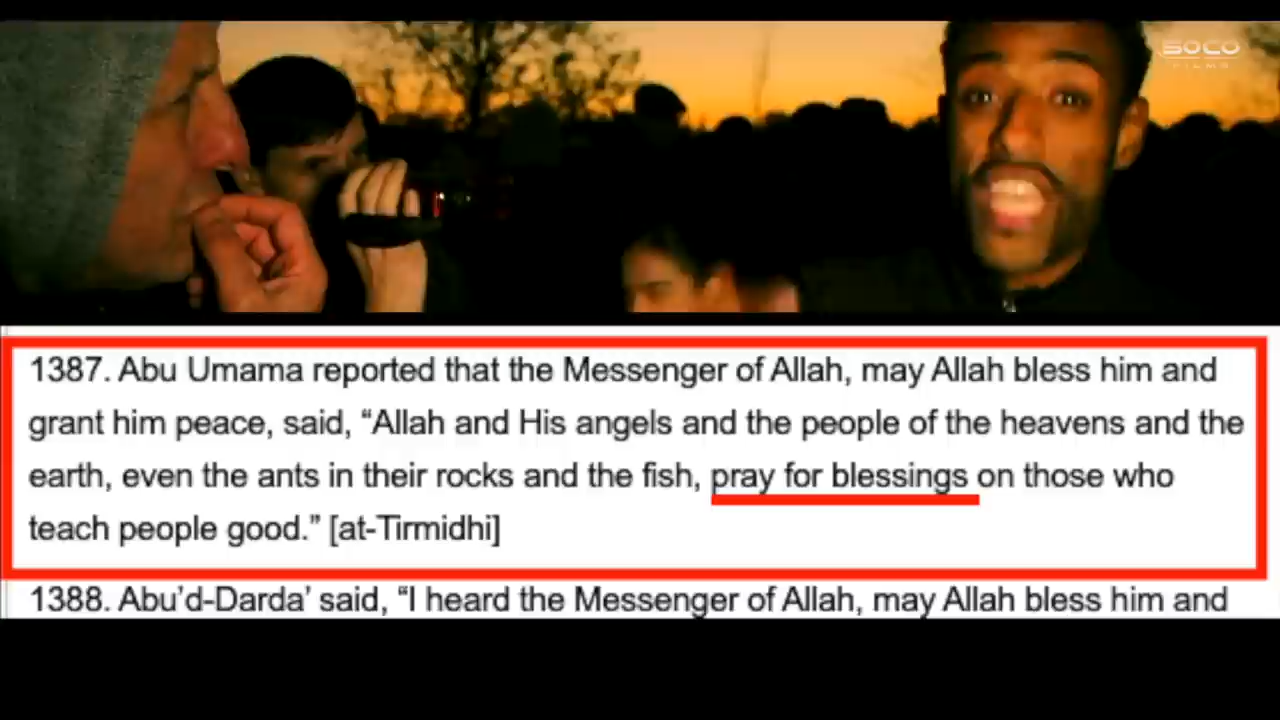 SOCO
FILMS
1387. Abu Umama reported that the Messenger of Allah, may Allah bless him and
grant him peace, said, “Allah and His angels and the people of the heavens and the
earth, even the ants in their rocks and the fish, pray for blessings on those who
teach people good.” [at-Tirmidhi]
1388. Abu’d-Darda’ said, “I heard the Messenger of Allah, may Allah bless him and